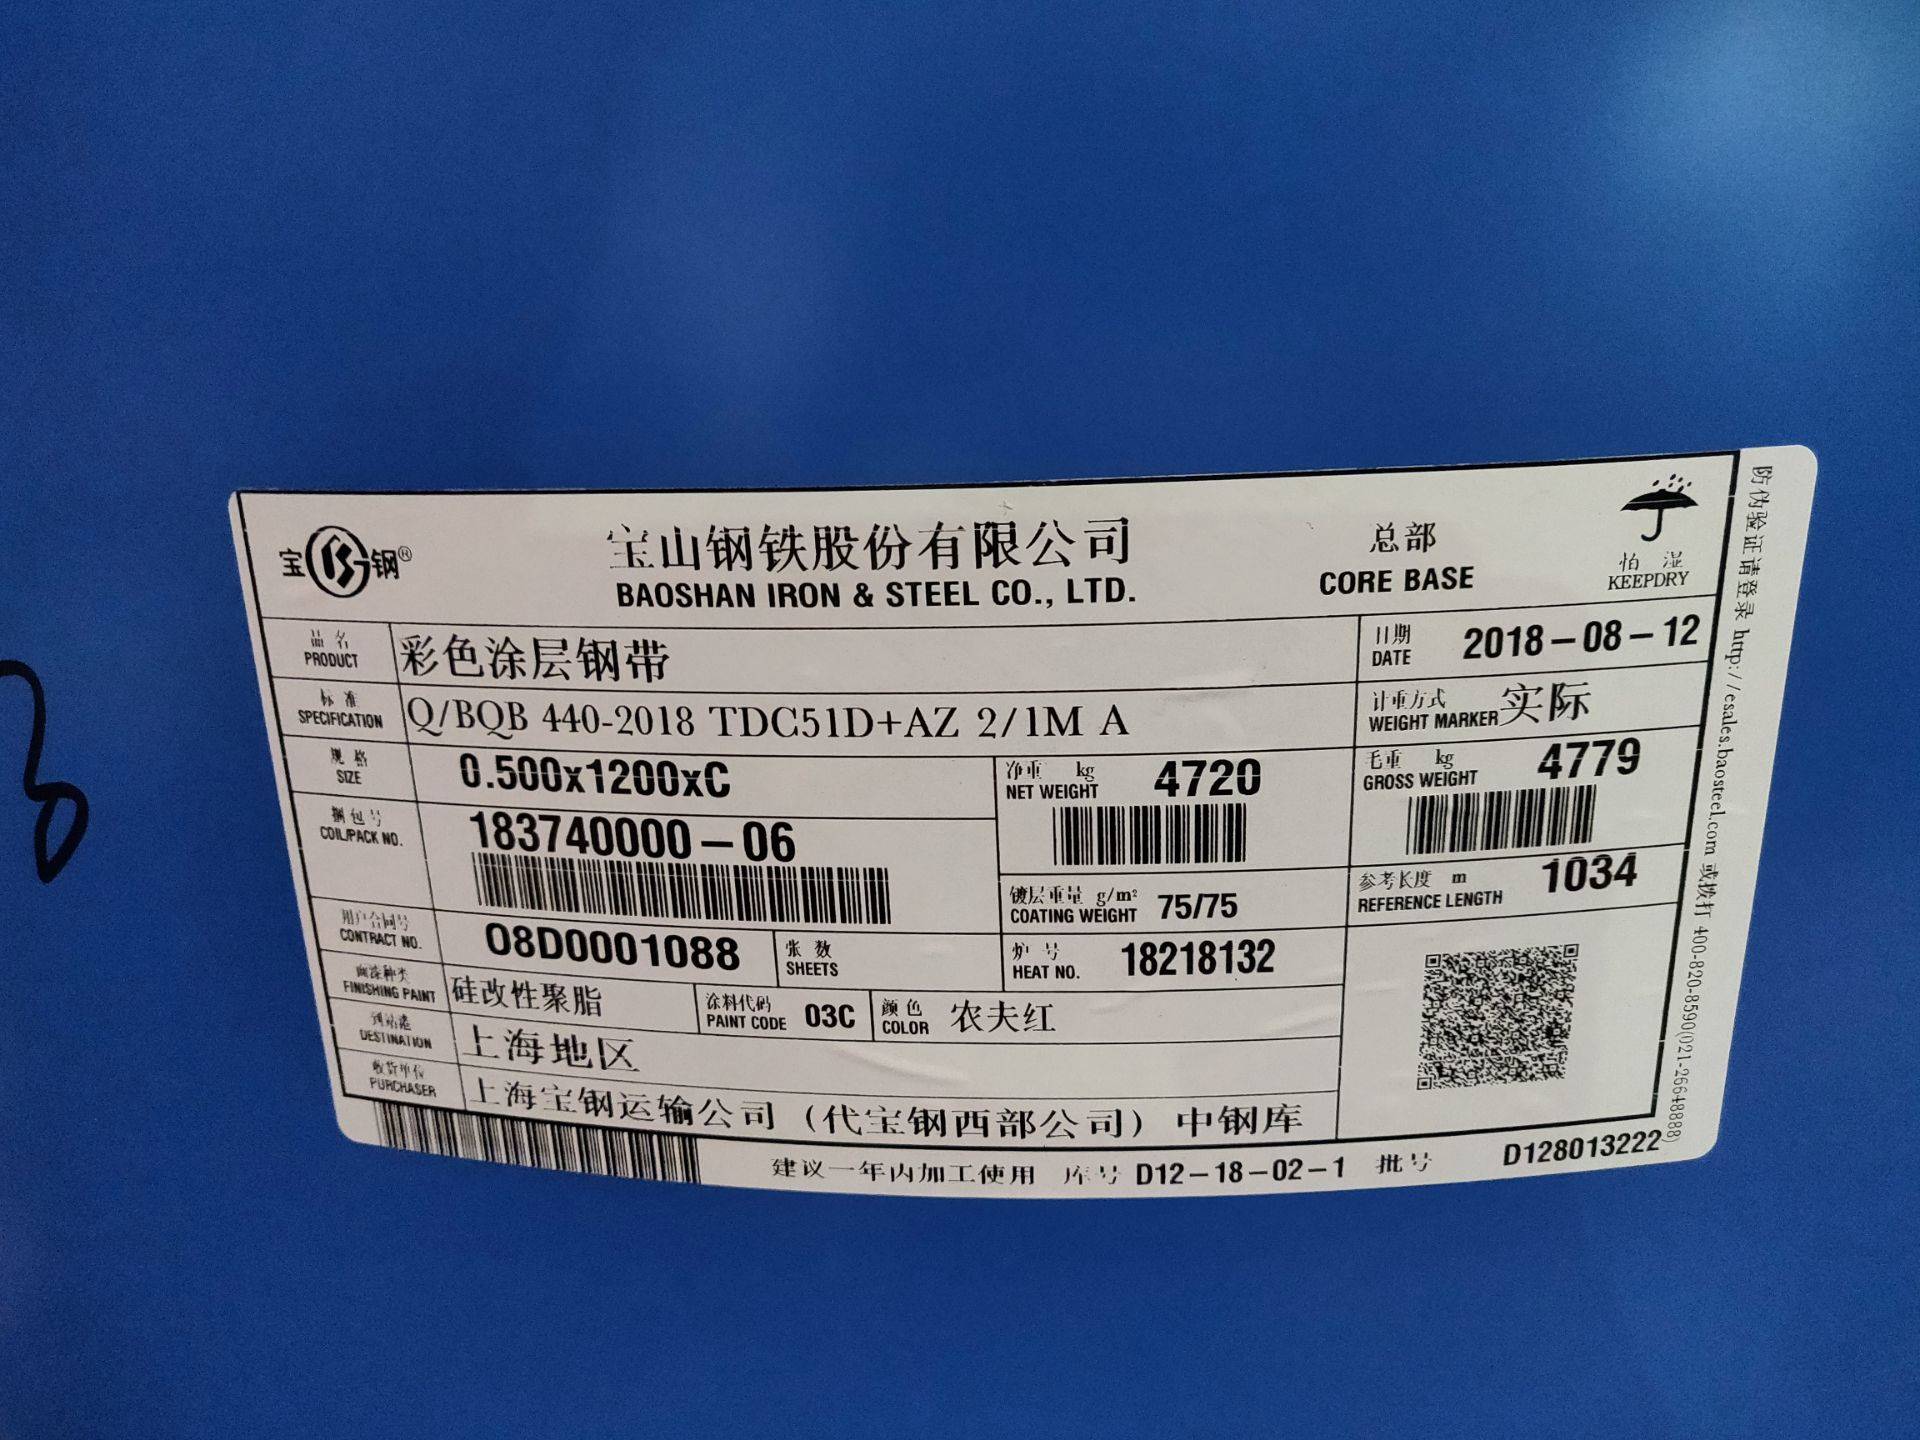 宝 钢®
宝山钢铁股份有限公司
BAOSHAN IRON & STEEL CO., LTD.
总部
CORE BASE
怕 湿
KEEPDRY
品 名
PRODUCT
彩色涂层钢带
日期
DATE
2018-08-12
标 准
SPECIFICATION
Q/BQB 440-2018 TDC51D+AZ 2/1M A
计重方式
WEIGHT MARKER
实际
规 格
SIZE
0.500x1200xC
净重 kg
NET WEIGHT
4720
毛重 kg
GROSS WEIGHT
4779
捆包号
COIL/PACK NO.
183740000-06
镀层重量 g/m²
COATING WEIGHT
75/75
参考长度 m
REFERENCE LENGTH
1034
用户合同号
CONTRACT NO.
08D0001088
张 数
SHEETS
炉 号
HEAT NO.
18218132
面漆种类
FINISHING PAINT
硅改性聚脂
涂料代码
PAINT CODE
03C
颜 色
COLOR
农夫红
到站港
DESTINATION
上海地区
收货单位
PURCHASER
上海宝钢运输公司（代宝钢西部公司）中钢库
建议一年内加工使用 库号 D12-18-02-1 批号 D128013222
防伪验证请登录 http://esales.baosteel.com 或拨打 400-820-8590(021-26648888)
3